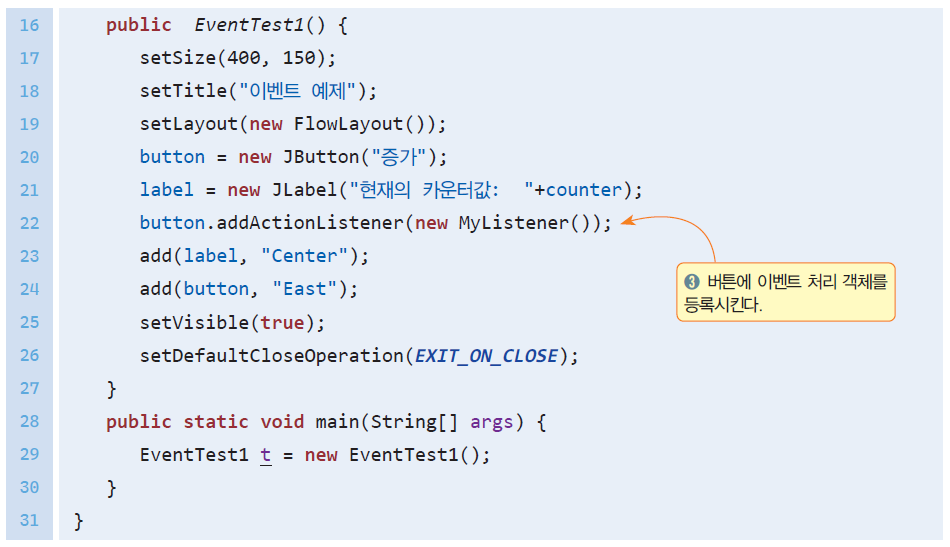 16 public  EventTest1() {
17 setSize(400, 150);
18 setTitle("이벤트 예제");
19 setLayout(new FlowLayout());
20 button = new JButton("증가");
21 label = new JLabel("현재의 카운터값:  "+counter);
22 button.addActionListener(new MyListener());
23 add(label, "Center");
24 add(button, "East");
❸ 버튼에 이벤트 처리 객체를
등록시킨다.
25 setVisible(true);
26 setDefaultCloseOperation(EXIT_ON_CLOSE);
27 }
28 public static void main(String[] args) {
29 EventTest1 t = new EventTest1();
30 }
31 }